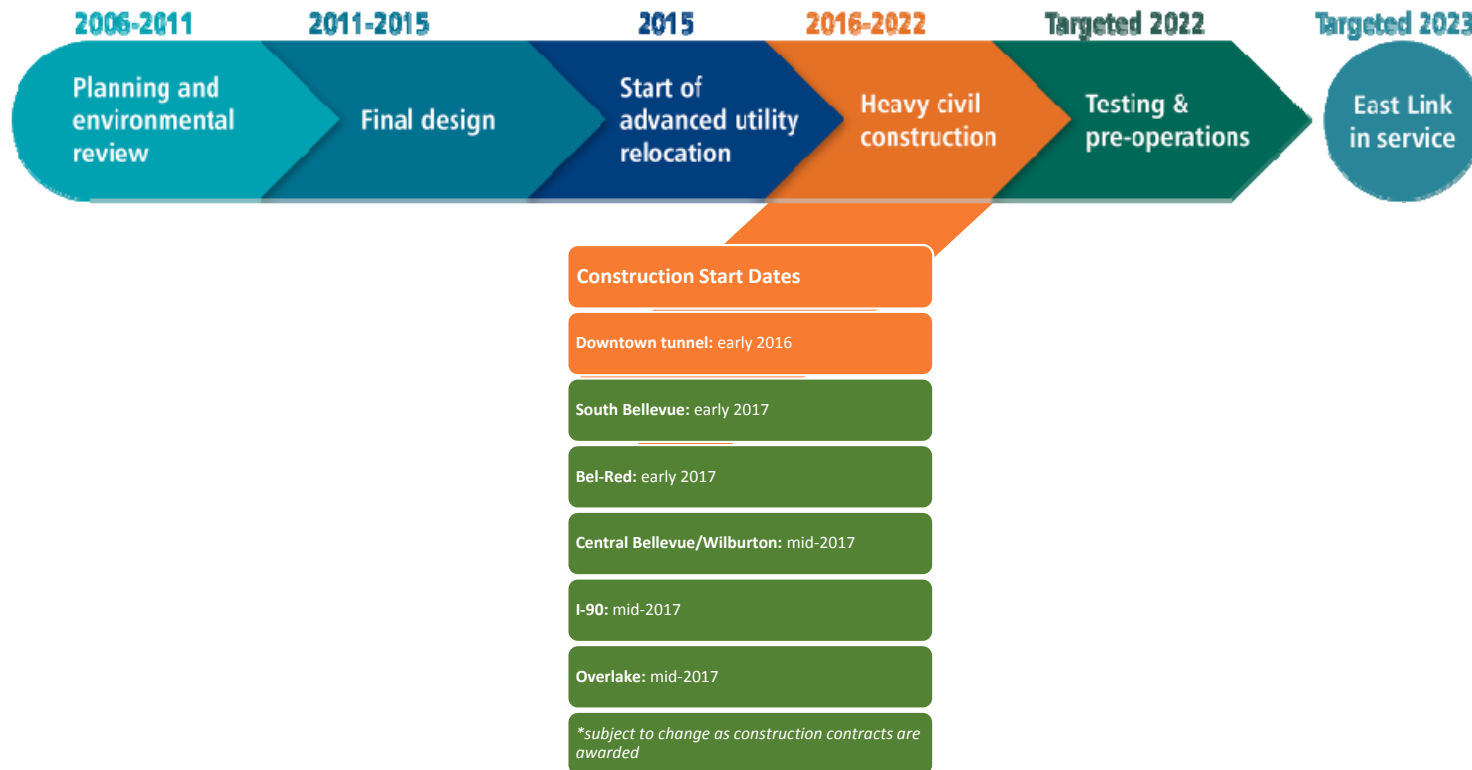 2006-2011
2011-2015
2015
2016-2022
Targeted 2022
Targeted 2023
Planning and
environmental
review
Final design
Start of
advanced utility
relocation
Heavy civil
construction
Testing &
pre-operations
East Link
in service
Construction Start Dates
Downtown tunnel: early 2016
South Bellevue: early 2017
Bel-Red: early 2017
Central Bellevue/Wilburton: mid-2017
I-90: mid-2017
Overlake: mid-2017
*subject to change as construction contracts are
awarded